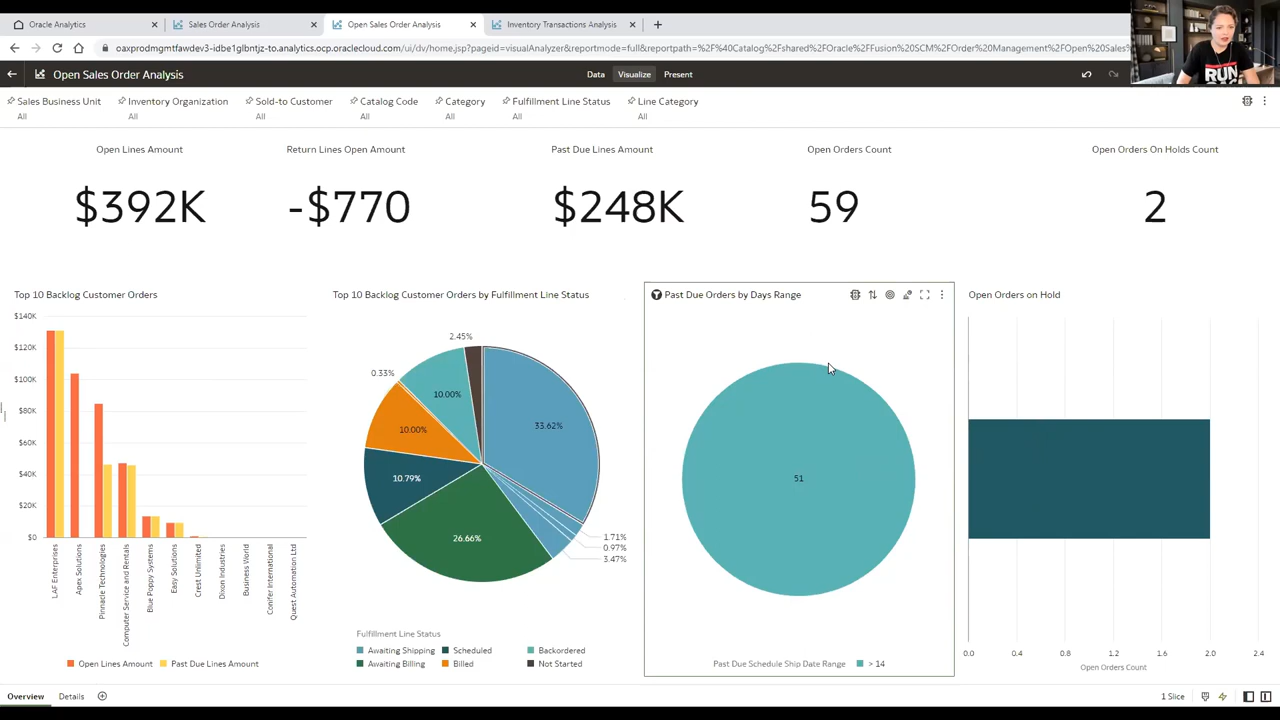 Oracle Analytics
Sales Order Analysis
Open Sales Order Analysis
Inventory Transactions Analysis
oaxprodmgmtfawdev3-idbe1glbntjz-to.analytics.ocp.oraclecloud.com/ui/dv/home.jsp?pageid=visualAnalyzer&reportmode=full&reportpath=%2F%40Catalog%2Fshared%2FOracle%2FFusion%20SCM%2FOrder%20Management%2FOpen%20Sales%
RUN
Open Sales Order Analysis
Data
Visualize
Present
Sales Business Unit
Inventory Organization
Sold-to Customer
Catalog Code
Category
Fulfillment Line Status
Line Category
All
All
All
All
All
All
All
Open Lines Amount
Return Lines Open Amount
Past Due Lines Amount
Open Orders Count
Open Orders On Holds Count
$392K
-$770
$248K
59
2
Top 10 Backlog Customer Orders
$140K
$120K
$100K
$80K
$60K
$40K
$20K
$0
LAF Enterprises
Apex Solutions
Pinnacle Technologies
Computer Service and Rentals
Blue Poppy Systems
Easy Solutions
Crest Unlimited
Dixon Industries
Business World
Conifer International
Quest Automation Ltd
Open Lines Amount
Past Due Lines Amount
Top 10 Backlog Customer Orders by Fulfillment Line Status
2.45%
0.33%
10.00%
33.62%
10.00%
10.79%
26.66%
1.71%
0.97%
3.47%
Fulfillment Line Status
Awaiting Shipping
Scheduled
Backordered
Awaiting Billing
Billed
Not Started
Past Due Orders by Days Range
51
Past Due Schedule Ship Date Range
> 14
Open Orders on Hold
0.0
0.4
0.8
1.2
1.6
2.0
2.4
Open Orders Count
Overview
Details
1 Slice